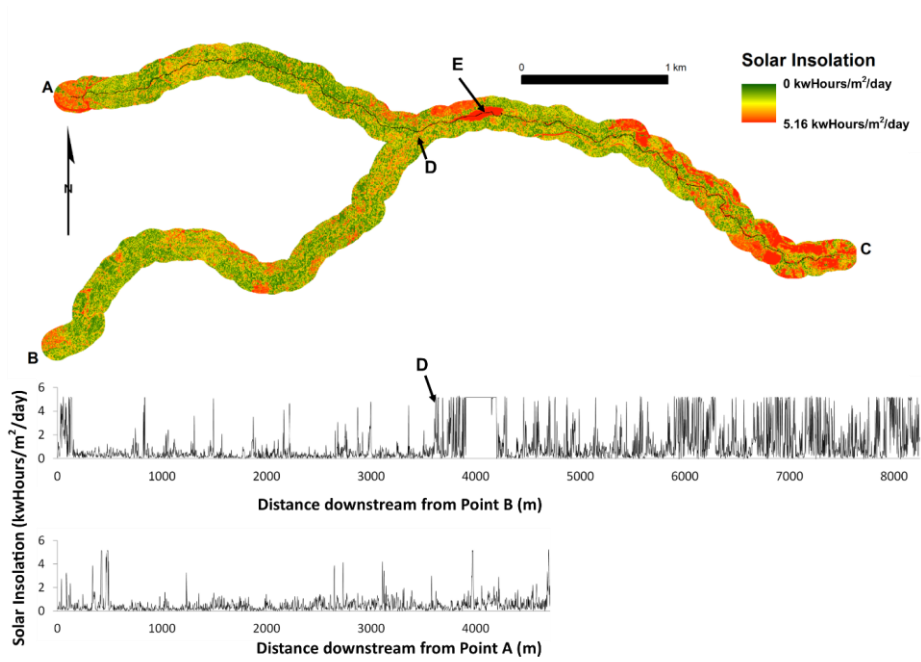 A
E
0
1 km
Solar Insolation
0 kwHours/m²/day
5.16 kwHours/m²/day
D
N
C
B
D
Solar Insolation (kwHours/m²/day)
6
4
2
0
0 1000 2000 3000 4000 5000 6000 7000 8000
Distance downstream from Point B (m)
6
4
2
0
0 1000 2000 3000 4000
Distance downstream from Point A (m)